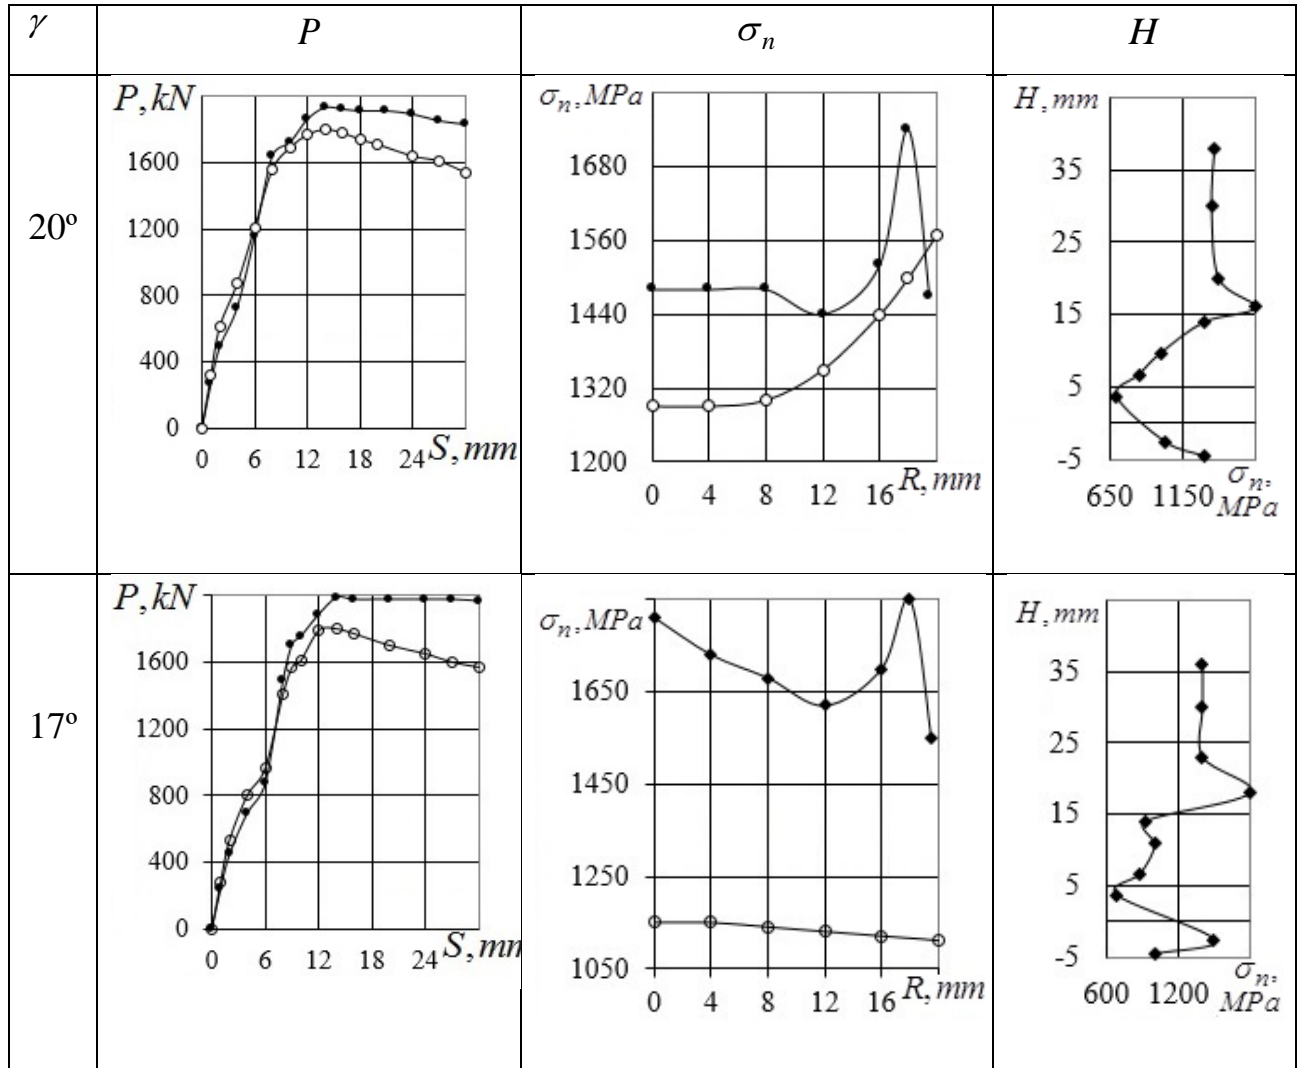 γ P σn H
20º
P, kN
1600
1200
800
400
0
0 6 12 18 24 S, mm
σn, MPa
1680
1560
1440
1320
1200
0 4 8 12 16 R, mm
H, mm
35
25
15
5
-5
650 1150 σn, MPa
17º
P, kN
1600
1200
800
400
0
0 6 12 18 24 S, mm
σn, MPa
1650
1450
1250
1050
0 4 8 12 16 R, mm
H, mm
35
25
15
5
-5
600 1200 σn, MPa